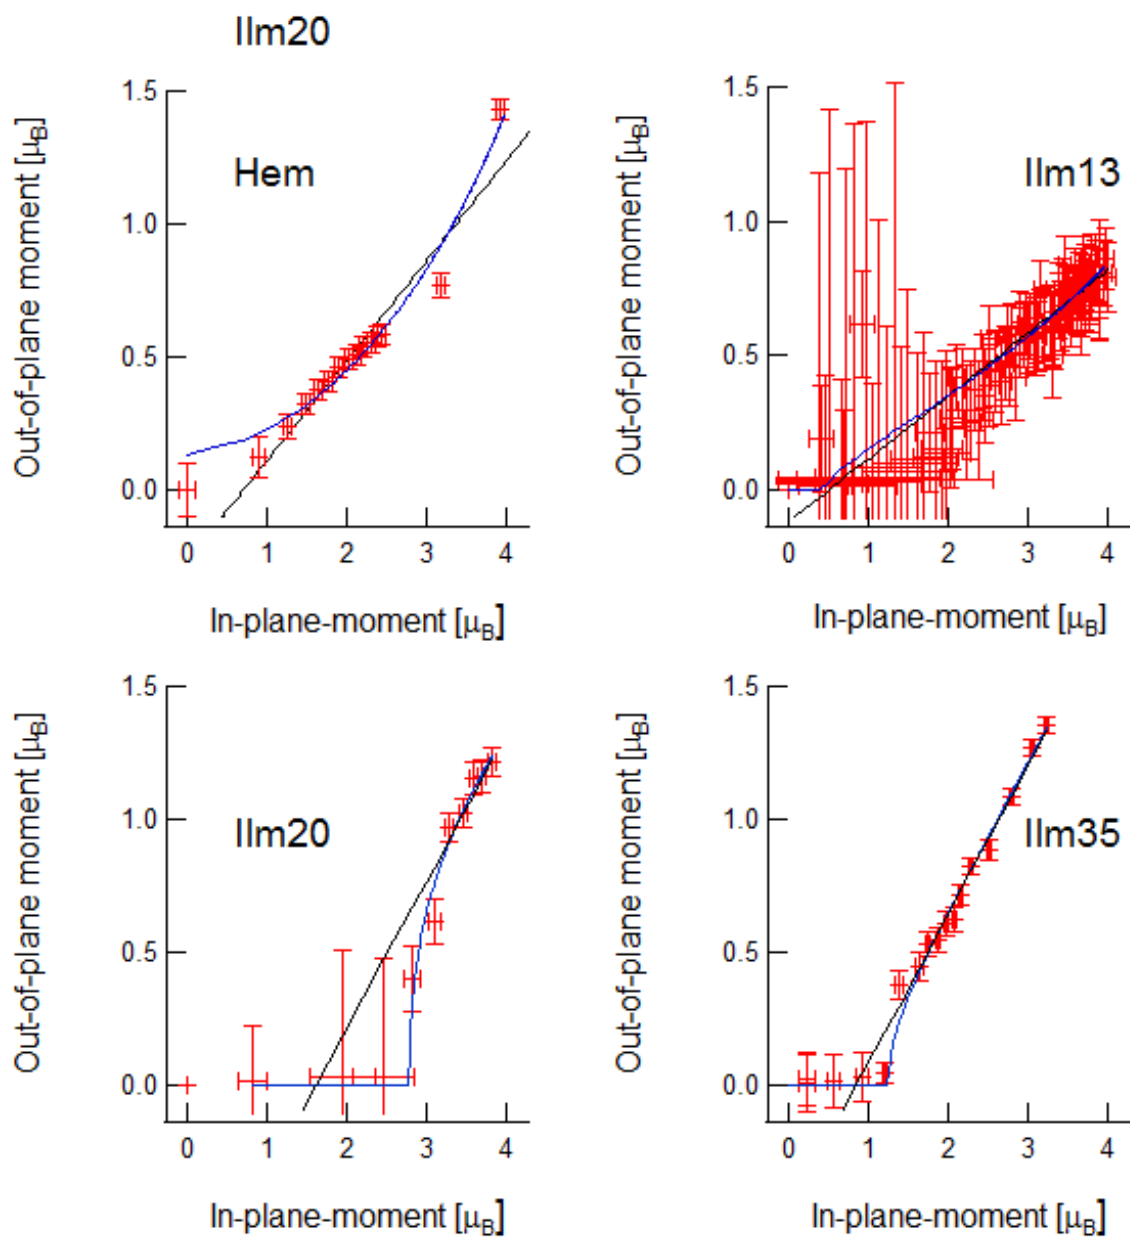 Ilm20
Hem
Out-of-plane moment [μB]
1.5
1.0
0.5
0.0
0 1 2 3 4
In-plane-moment [μB]
Ilm13
Out-of-plane moment [μB]
1.5
1.0
0.5
0.0
0 1 2 3 4
In-plane-moment [μB]
Ilm20
Out-of-plane moment [μB]
1.5
1.0
0.5
0.0
0 1 2 3 4
In-plane-moment [μB]
Ilm35
Out-of-plane moment [μB]
1.5
1.0
0.5
0.0
0 1 2 3 4
In-plane-moment [μB]